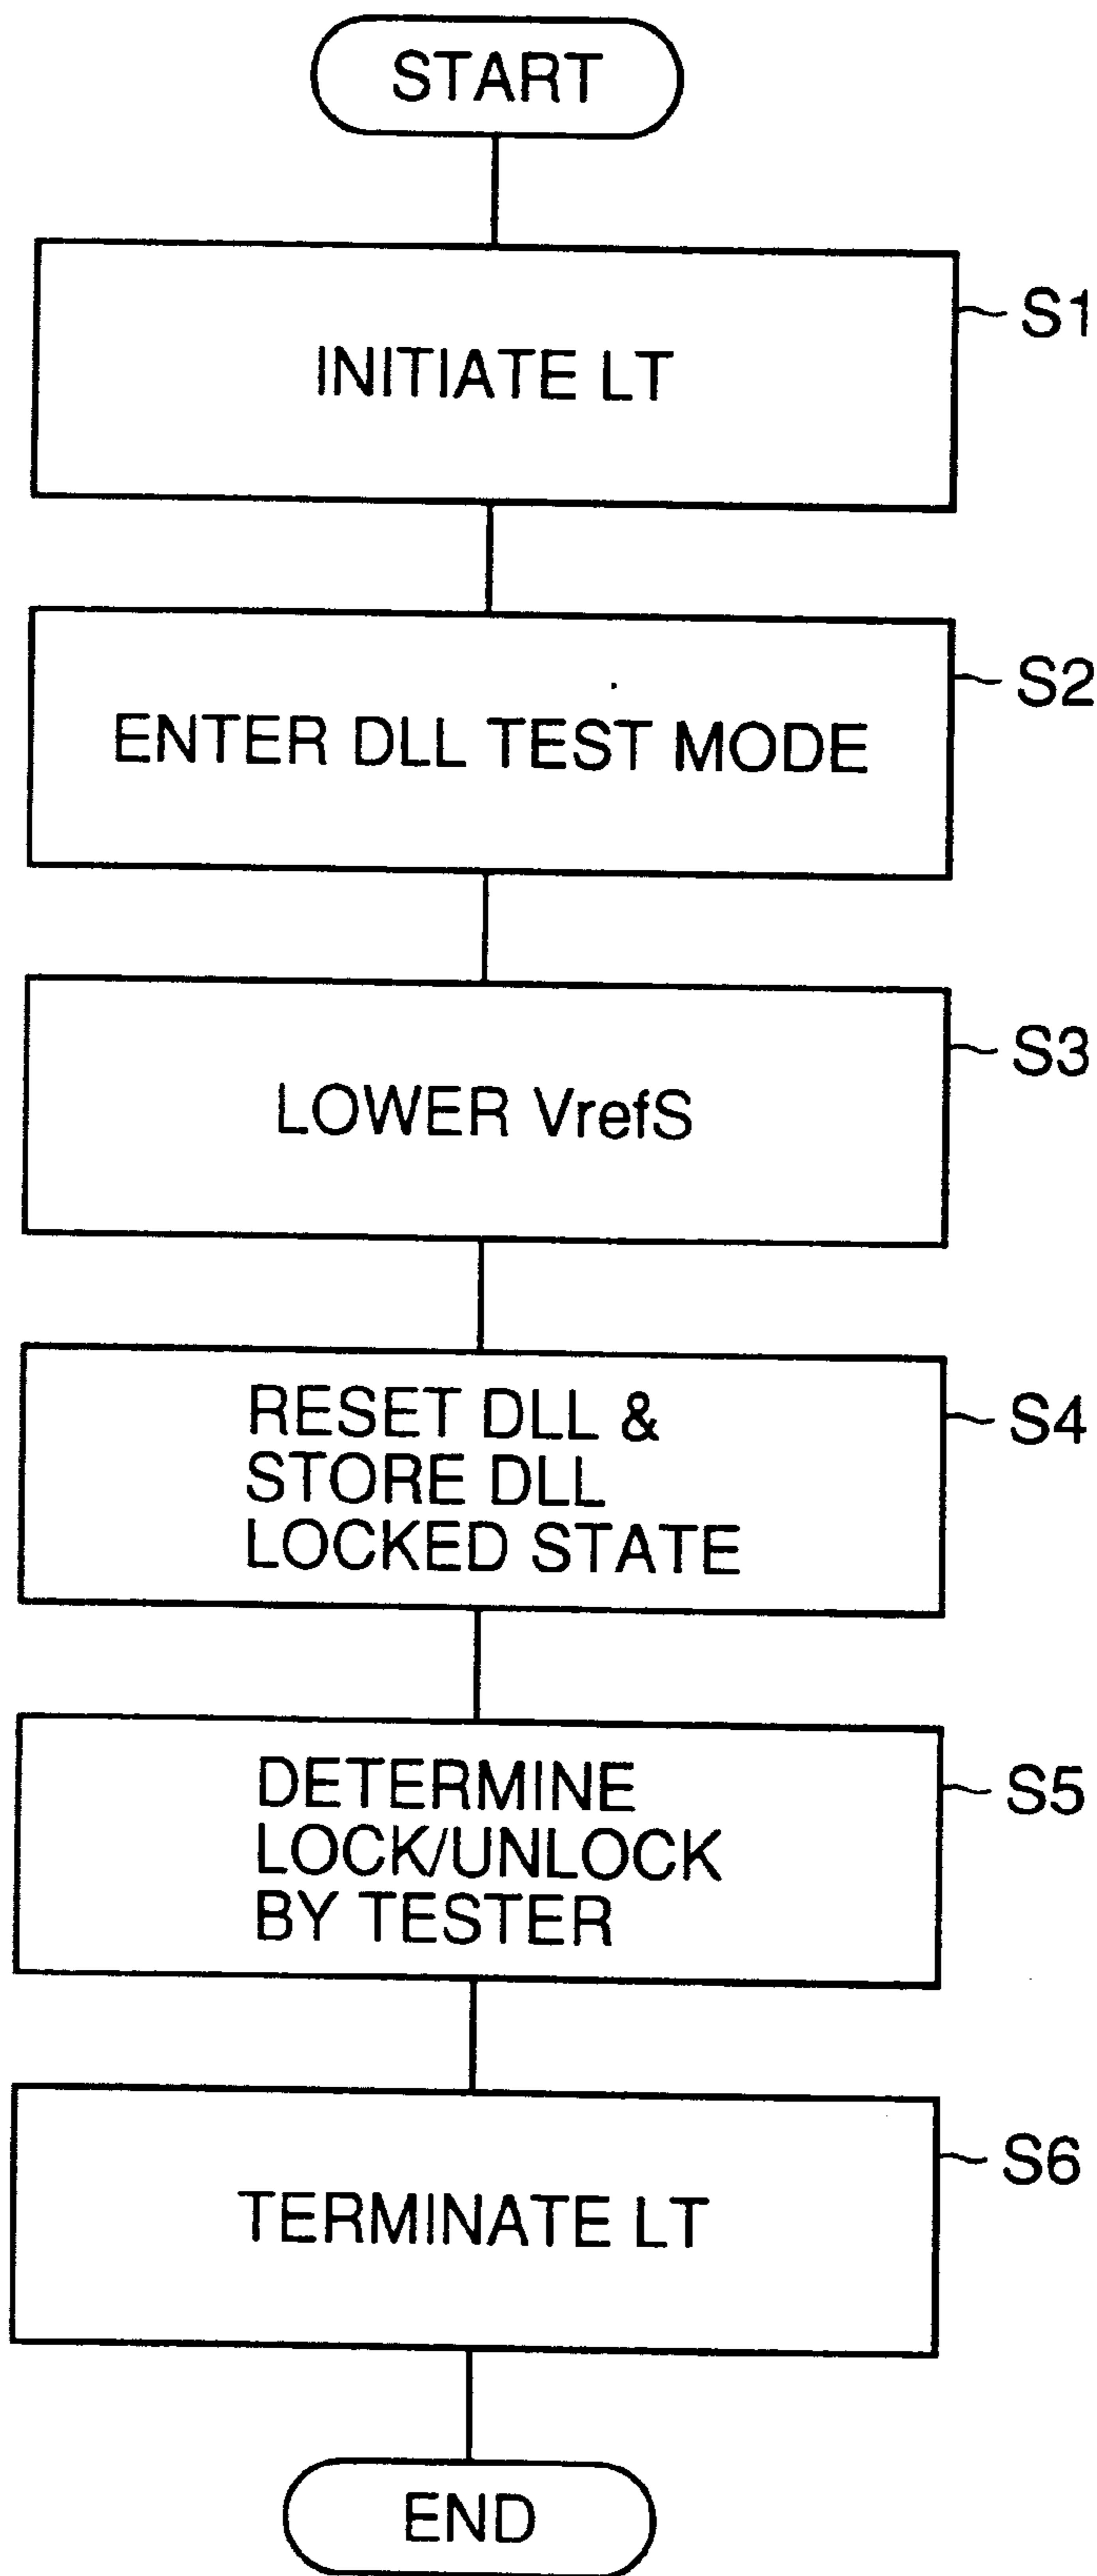 START
INITIATE LT
S1
ENTER DLL TEST MODE
S2
LOWER VrefS
S3
RESET DLL &
STORE DLL
LOCKED STATE
S4
DETERMINE
LOCK/UNLOCK
BY TESTER
S5
TERMINATE LT
S6
END